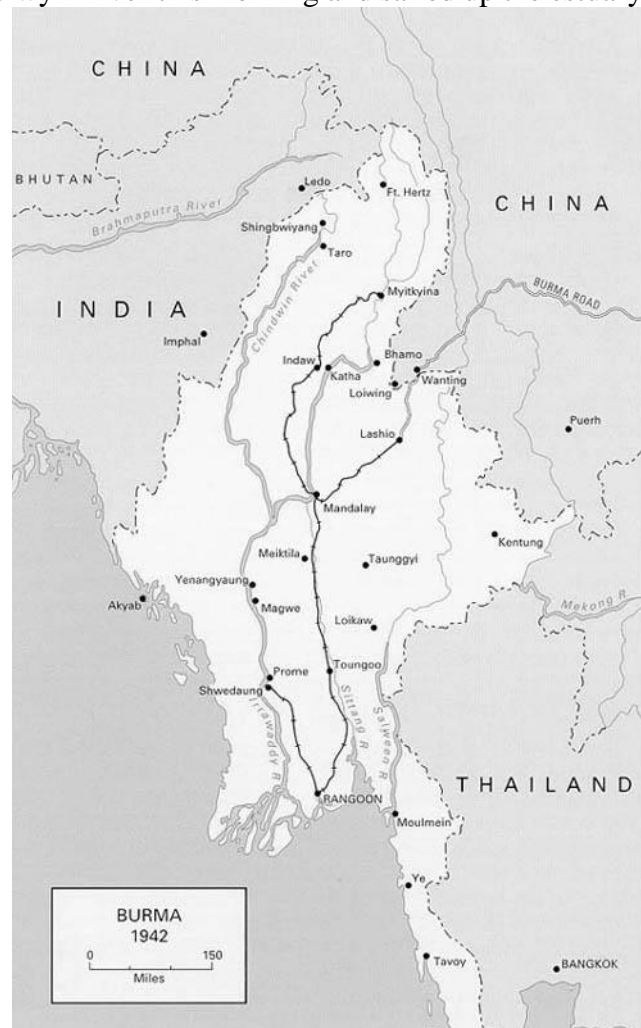 CHINA
BHUTAN
Brahmaputra River
Ledo
Ft. Hertz
CHINA
Shingbwiyang
Taro
INDIA
Chindwin River
Myitkyina
BURMA ROAD
Imphal
Indaw
Katha
Bhamo
Wanting
Loiwing
Lashio
Puerh
Mandalay
Kentung
Meiktila
Taunggyi
Yenangyaung
Magwe
Akyab
Mekong R
Loikaw
Prome
Toungoo
Shwedaung
Irrawaddy R
Sittang R
Salween R
THAILAND
RANGOON
Moulmein
Ye
BURMA
1942
0 150
Miles
Tavoy
BANGKOK